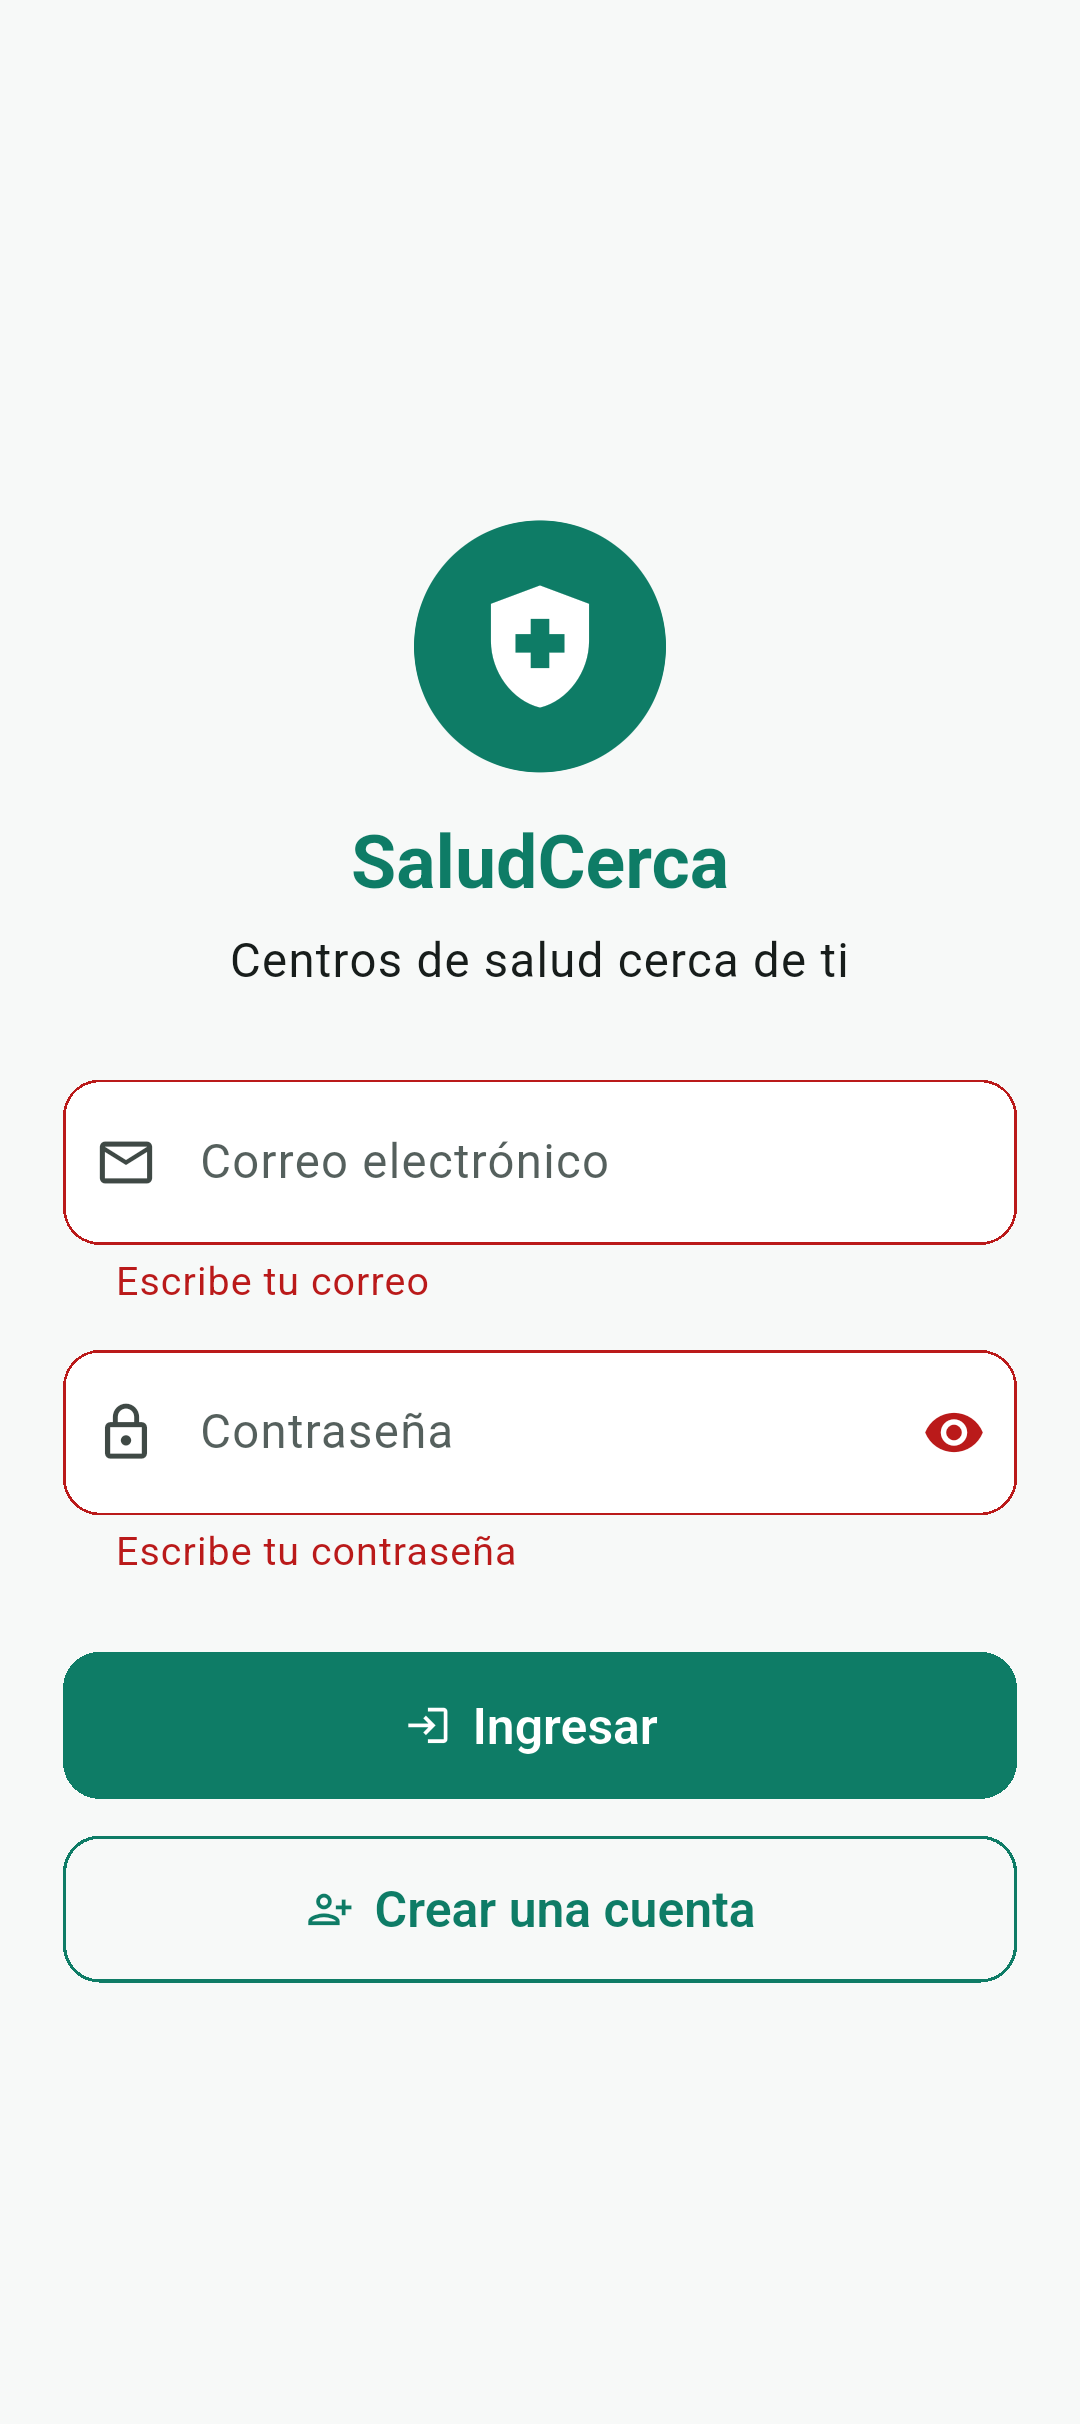 SaludCerca
Centros de salud cerca de ti
Correo electrónico
Escribe tu correo
Contraseña
Escribe tu contraseña
Ingresar
Crear una cuenta